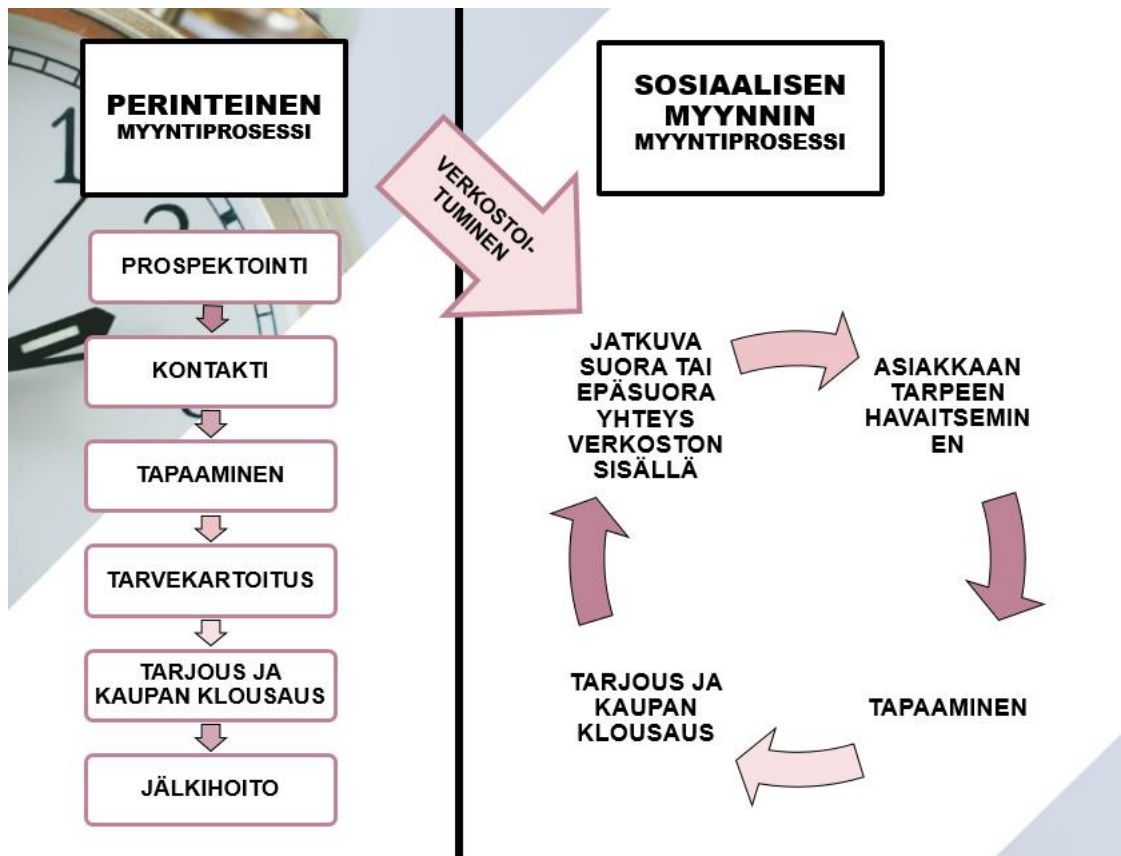 PERINTEINEN
MYYNTIPROSESSI
PROSPEKTOINTI
KONTAKTI
TAPAAMINEN
TARVEKARTOITUS
TARJOUS JA
KAUPAN KLOUSAUS
JÄLKIHOITO
VERKOSTOI-
TUMINEN
SOSIAALISEN
MYYNNIN
MYYNTIPROSESSI
JATKUVA
SUORA TAI
EPÄSUORA
YHTEYS
VERKOSTON
SISÄLLÄ
ASIAKKAAN
TARPEEN
HAVAITSEMIN
EN
TAPAAMINEN
TARJOUS JA
KAUPAN
KLOUSAUS